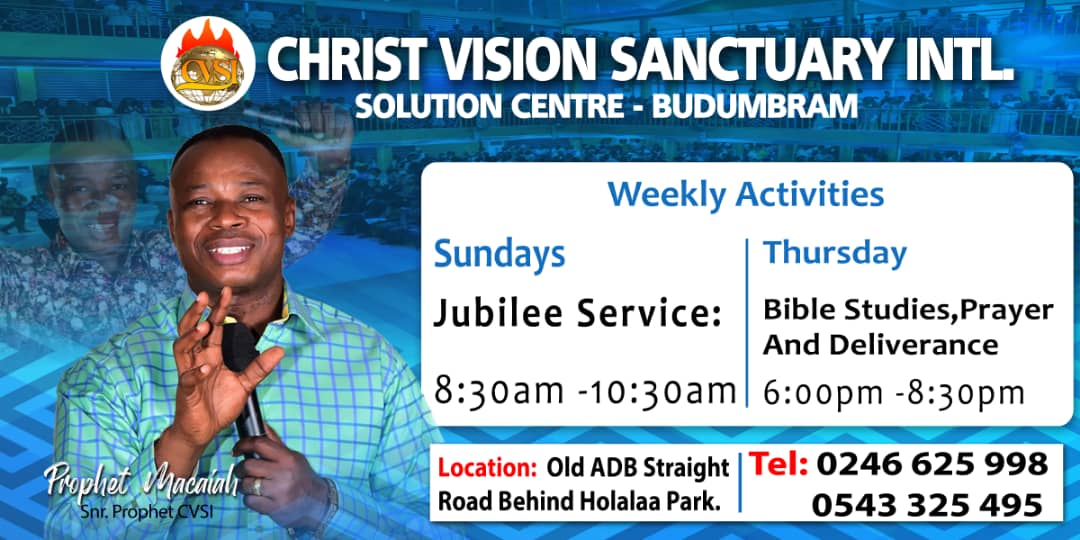 CVSI
CHRIST VISION SANCTUARY INTL.
SOLUTION CENTRE - BUDUMBRAM
Weekly Activities
Sundays
Jubilee Service:
8:30am -10:30am
Thursday
Bible Studies,Prayer
And Deliverance
6:00pm -8:30pm
Prophet Macaiah
Snr. Prophet CVSI
Location: Old ADB Straight
Road Behind Holalaa Park.
Tel: 0246 625 998
0543 325 495